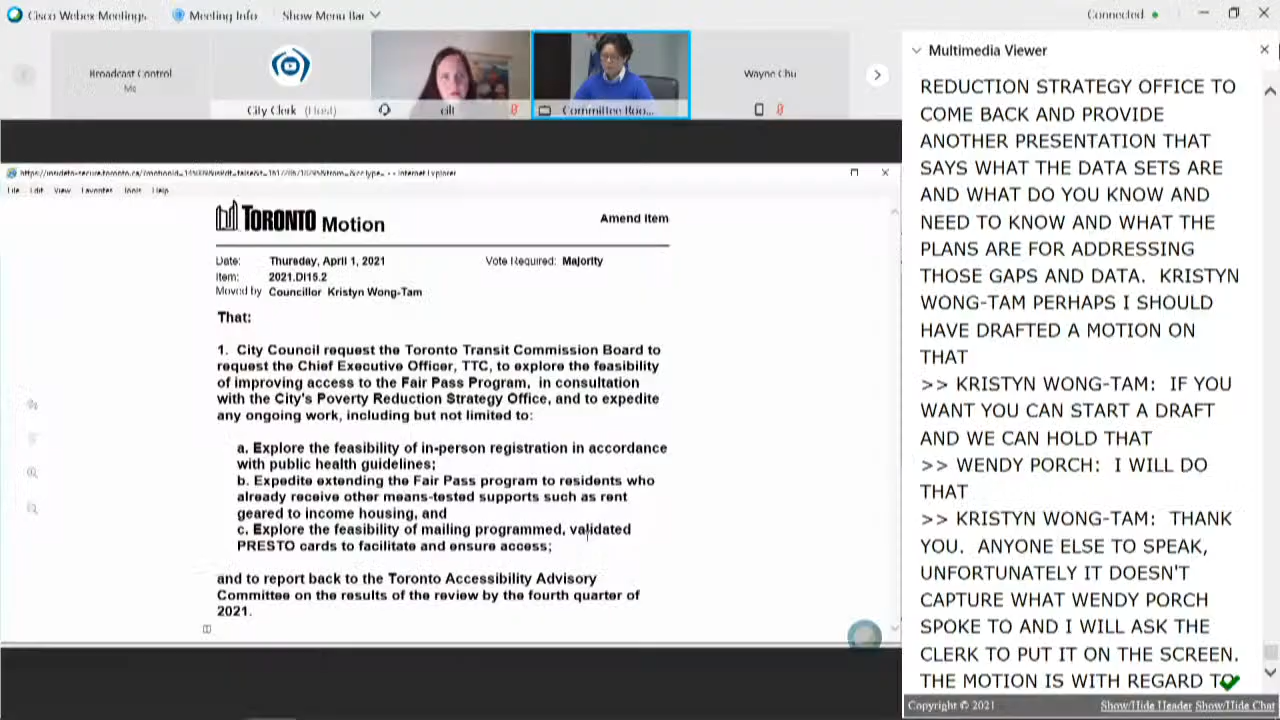 Cisco Webex Meetings
Meeting Info
Show Menu Bar
Connected
Broadcast Control
Me
City Clerk (Host)
cilt
Committee Roo...
Wayne Chu
Internet Explorer
File Edit View Favorites Tools Help
TORONTO Motion
Amend Item
Date: Thursday, April 1, 2021
Vote Required: Majority
Item: 2021.DI15.2
Moved by Councillor Kristyn Wong-Tam
That:
1. City Council request the Toronto Transit Commission Board to
request the Chief Executive Officer, TTC, to explore the feasibility
of improving access to the Fair Pass Program, in consultation
with the City's Poverty Reduction Strategy Office, and to expedite
any ongoing work, including but not limited to:
a. Explore the feasibility of in-person registration in accordance
with public health guidelines;
b. Expedite extending the Fair Pass program to residents who
already receive other means-tested supports such as rent
geared to income housing, and
c. Explore the feasibility of mailing programmed, validated
PRESTO cards to facilitate and ensure access;
and to report back to the Toronto Accessibility Advisory
Committee on the results of the review by the fourth quarter of
2021.
Multimedia Viewer
REDUCTION STRATEGY OFFICE TO
COME BACK AND PROVIDE
ANOTHER PRESENTATION THAT
SAYS WHAT THE DATA SETS ARE
AND WHAT DO YOU KNOW AND
NEED TO KNOW AND WHAT THE
PLANS ARE FOR ADDRESSING
THOSE GAPS AND DATA. KRISTYN
WONG-TAM PERHAPS I SHOULD
HAVE DRAFTED A MOTION ON
THAT
>> KRISTYN WONG-TAM: IF YOU
WANT YOU CAN START A DRAFT
AND WE CAN HOLD THAT
>> WENDY PORCH: I WILL DO
THAT
>> KRISTYN WONG-TAM: THANK
YOU. ANYONE ELSE TO SPEAK,
UNFORTUNATELY IT DOESN'T
CAPTURE WHAT WENDY PORCH
SPOKE TO AND I WILL ASK THE
CLERK TO PUT IT ON THE SCREEN.
THE MOTION IS WITH REGARD TO
Copyright © 2021
Show/Hide Header Show/Hide Chat